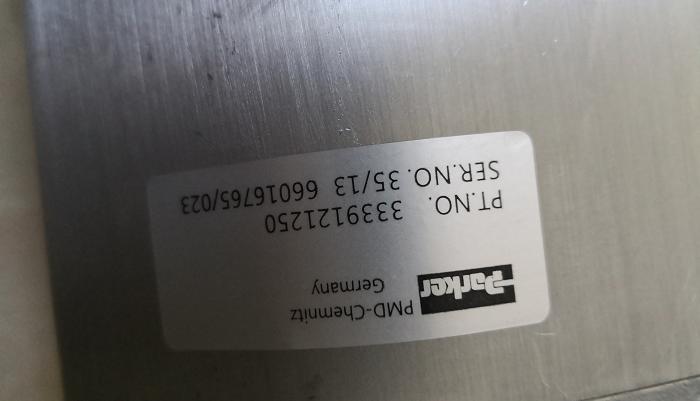 Parker PMD-Chemnitz
Germany
PT.NO. 3339121250
SER.NO. 35/13 66016765/023